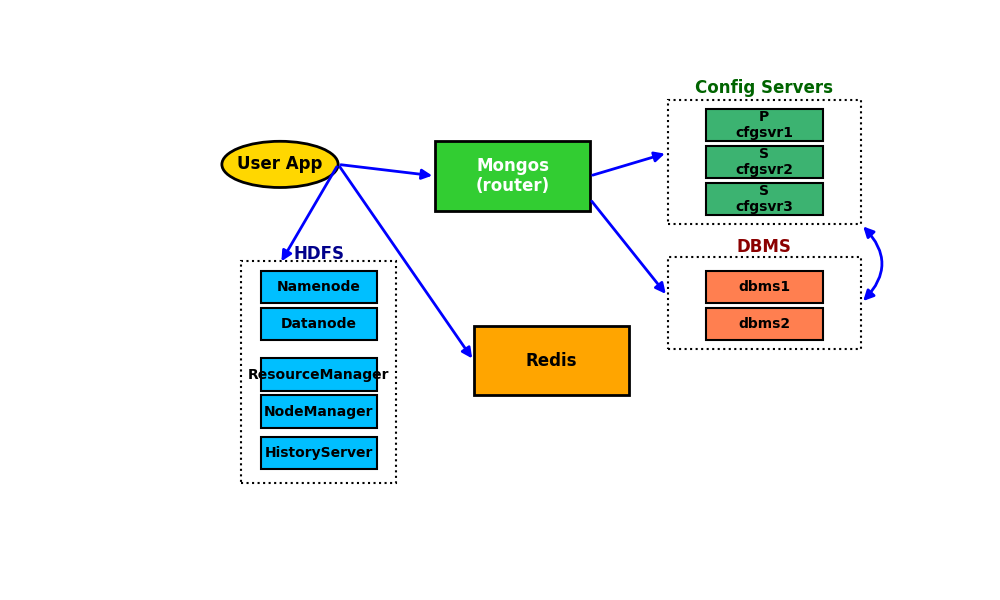 Config Servers
P
cfgsvr1
S
cfgsvr2
S
cfgsvr3
User App
Mongos
(router)
HDFS
Namenode
Datanode
ResourceManager
NodeManager
HistoryServer
Redis
DBMS
dbms1
dbms2